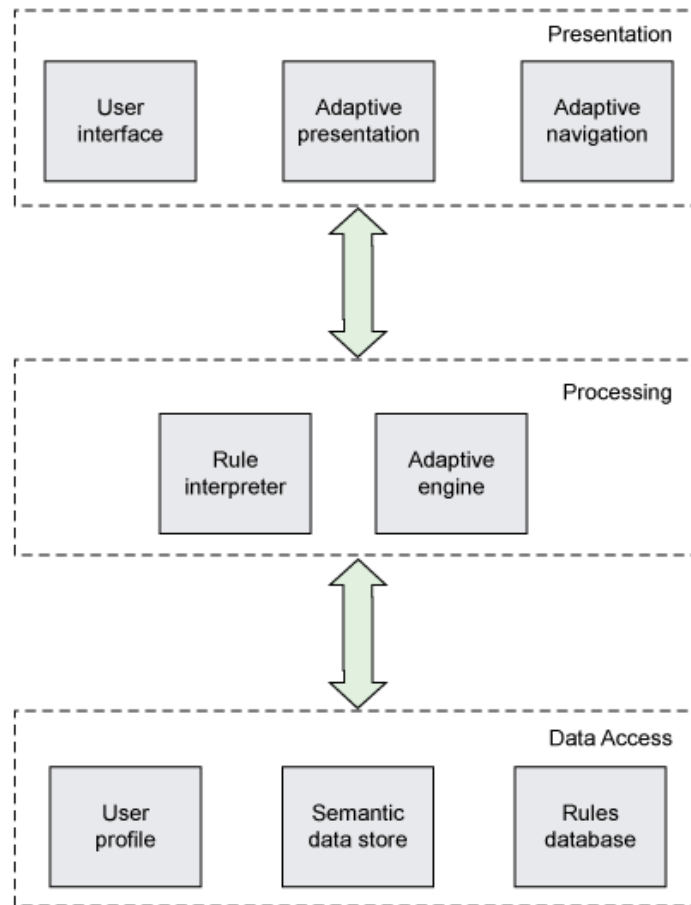 Presentation
User
interface
Adaptive
presentation
Adaptive
navigation
Processing
Rule
interpreter
Adaptive
engine
Data Access
User
profile
Semantic
data store
Rules
database